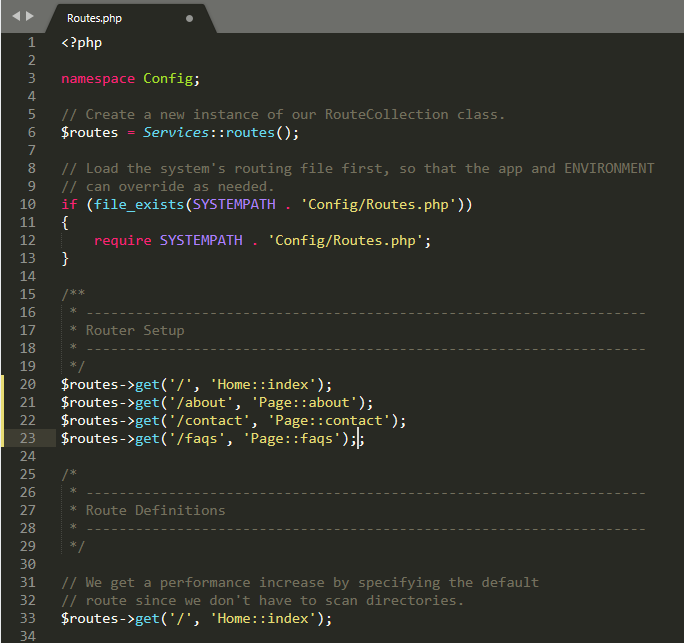 Routes.php
1 <?php
2
3 namespace Config;
4
5 // Create a new instance of our RouteCollection class.
6 $routes = Services::routes();
7
8 // Load the system's routing file first, so that the app and ENVIRONMENT
9 // can override as needed.
10 if (file_exists(SYSTEMPATH . 'Config/Routes.php'))
11 {
12     require SYSTEMPATH . 'Config/Routes.php';
13 }
14
15 /**
16  * --------------------------------------------------------------------
17  * Router Setup
18  * --------------------------------------------------------------------
19  */
20 $routes->get('/', 'Home::index');
21 $routes->get('/about', 'Page::about');
22 $routes->get('/contact', 'Page::contact');
23 $routes->get('/faqs', 'Page::faqs');;
24
25 /*
26  * --------------------------------------------------------------------
27  * Route Definitions
28  * --------------------------------------------------------------------
29  */
30
31 // We get a performance increase by specifying the default
32 // route since we don't have to scan directories.
33 $routes->get('/', 'Home::index');
34